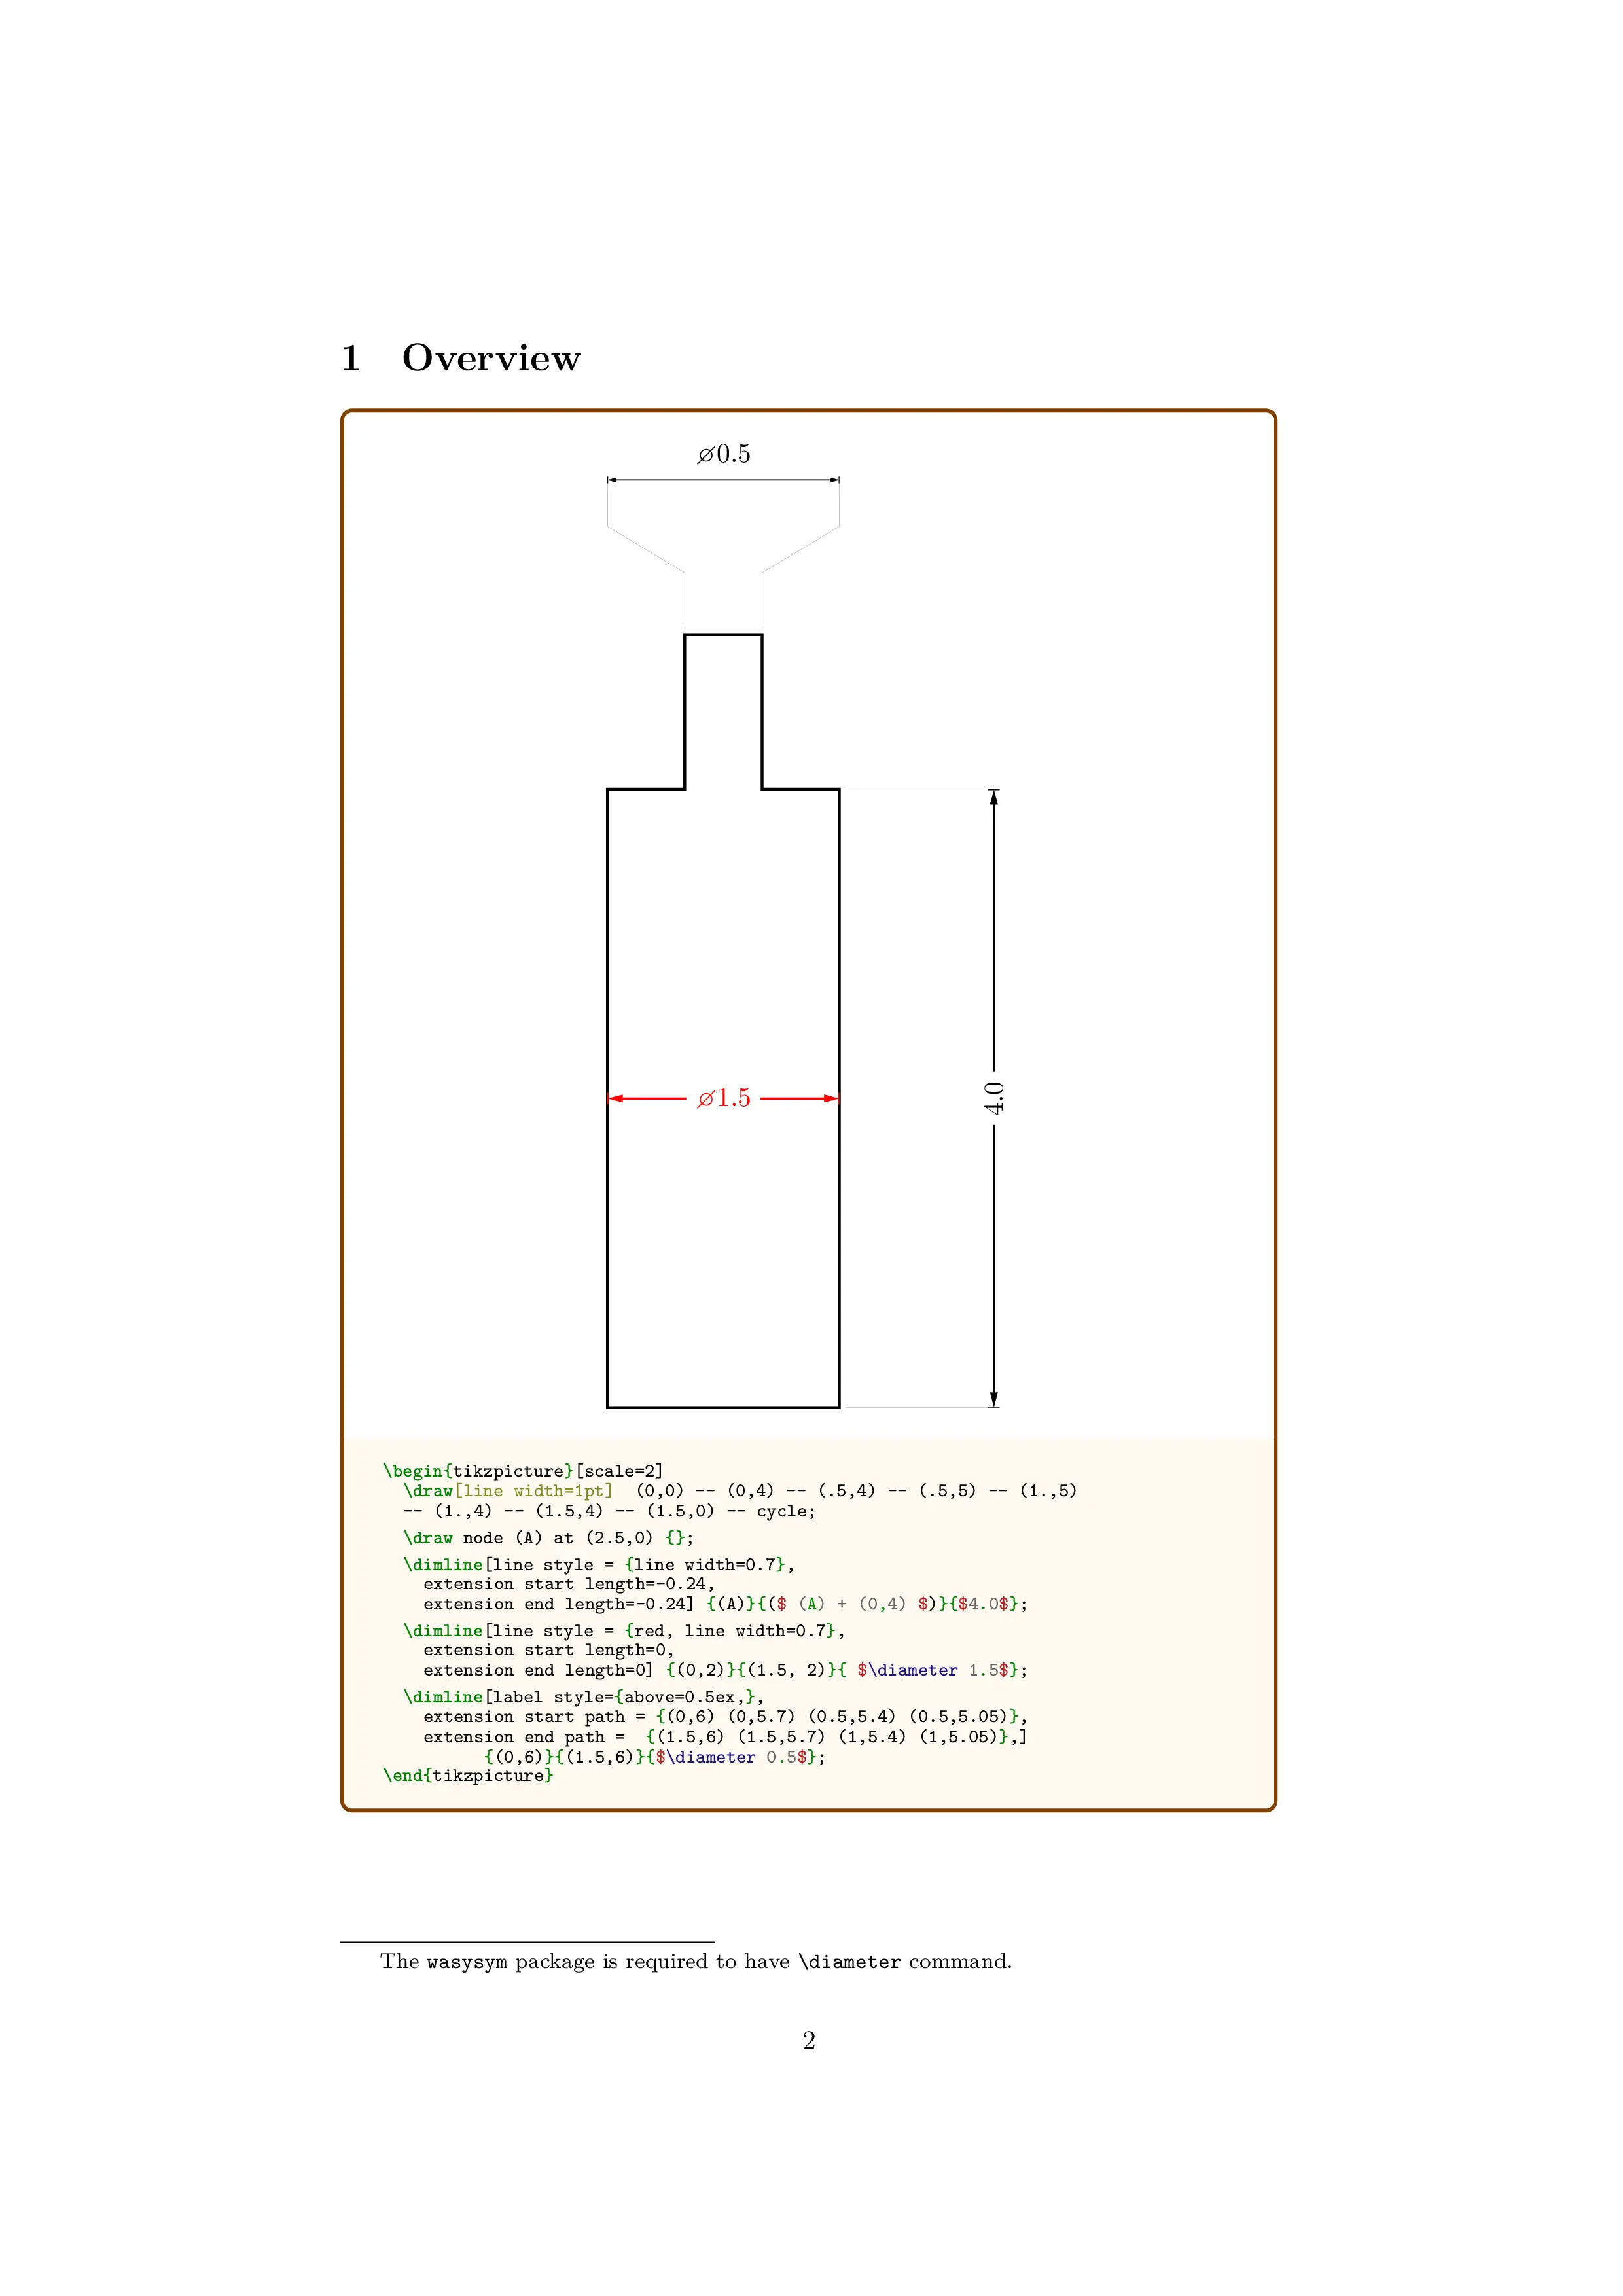 1 Overview
⌀0.5
⌀1.5
4.0
\begin{tikzpicture}[scale=2]
  \draw[line width=1pt]  (0,0) -- (0,4) -- (.5,4) -- (.5,5) -- (1.,5)
  -- (1.,4) -- (1.5,4) -- (1.5,0) -- cycle;
  \draw node (A) at (2.5,0) {};
  \dimline[line style = {line width=0.7},
    extension start length=-0.24,
    extension end length=-0.24] {(A)}{($ (A) + (0,4) $)}{$4.0$};
  \dimline[line style = {red, line width=0.7},
    extension start length=0,
    extension end length=0] {(0,2)}{(1.5, 2)}{ $\diameter 1.5$};
  \dimline[label style={above=0.5ex,},
    extension start path = {(0,6) (0,5.7) (0.5,5.4) (0.5,5.05)},
    extension end path =  {(1.5,6) (1.5,5.7) (1,5.4) (1,5.05)},]
          {(0,6)}{(1.5,6)}{$\diameter 0.5$};
\end{tikzpicture}
The wasysym package is required to have \diameter command.
2